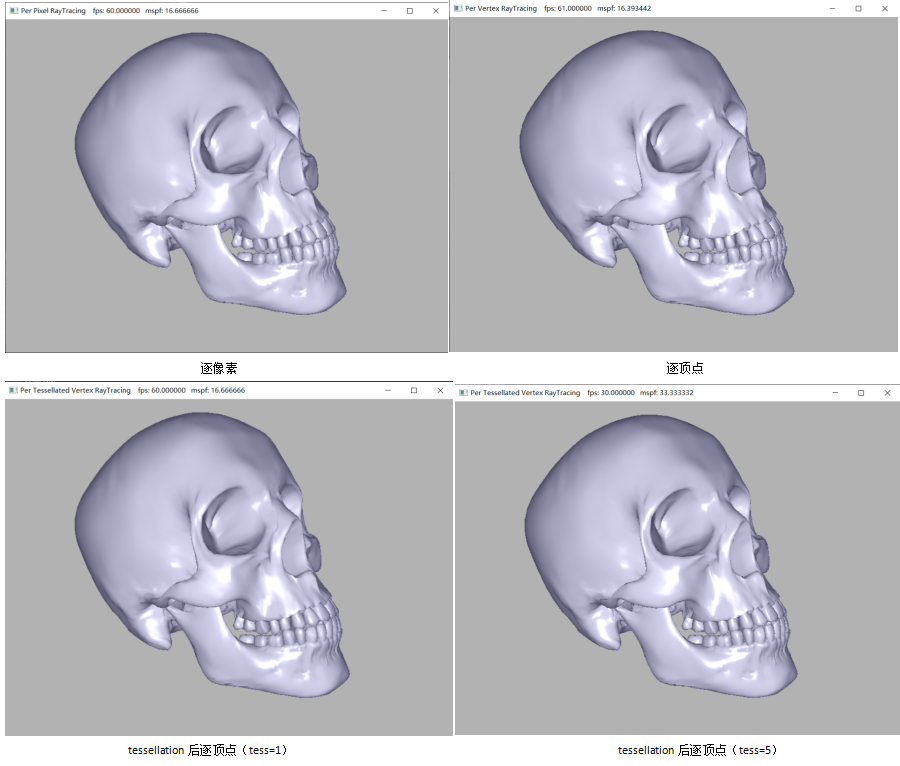 Per Pixel RayTracing fps: 60.000000 mspf: 16.666666
Per Vertex RayTracing fps: 61.000000 mspf: 16.393442
逐像素
逐顶点
Per Tessellated Vertex RayTracing fps: 60.000000 mspf: 16.666666
Per Tessellated Vertex RayTracing fps: 30.000000 mspf: 33.333332
tessellation 后逐顶点（tess=1）
tessellation 后逐顶点（tess=5）